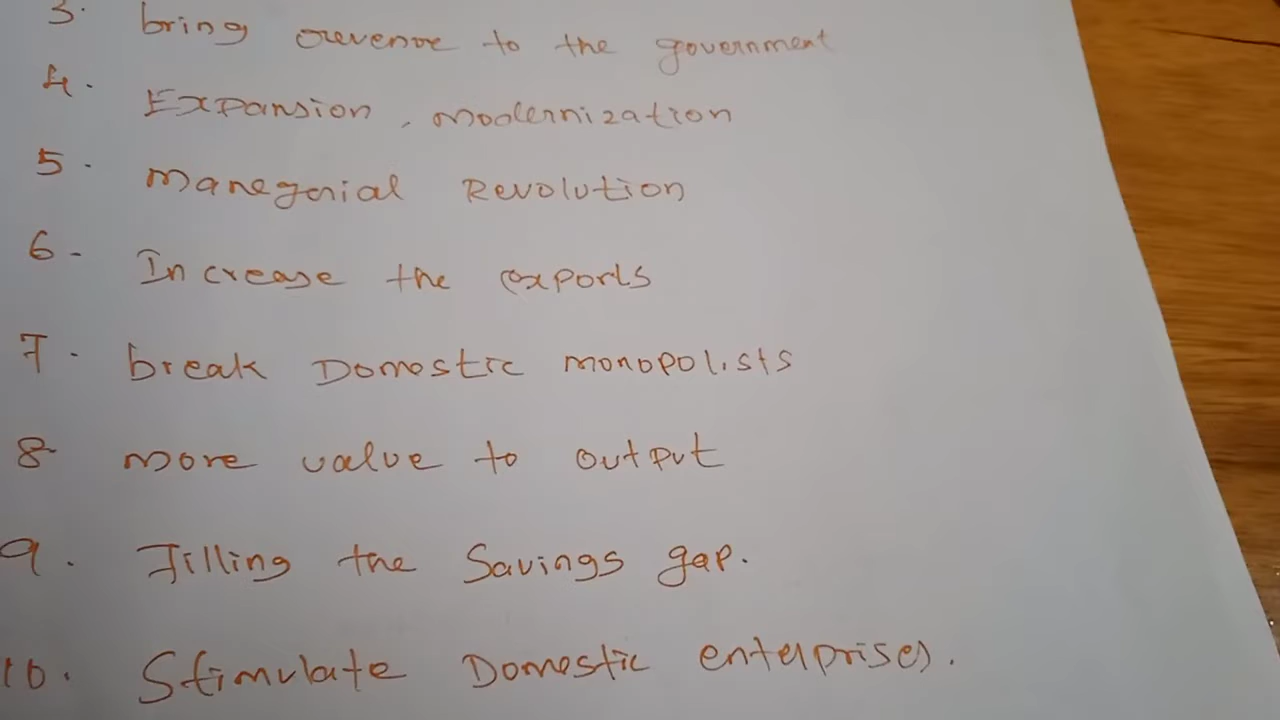 3. bring revenue to the government
4. Expansion, modernization
5. Manegerial Revolution
6- Increase the exports
7. break Domestic monopolists
8- more value to output
9. Filling the Savings gap.
10. Stimulate Domestic enterprises.